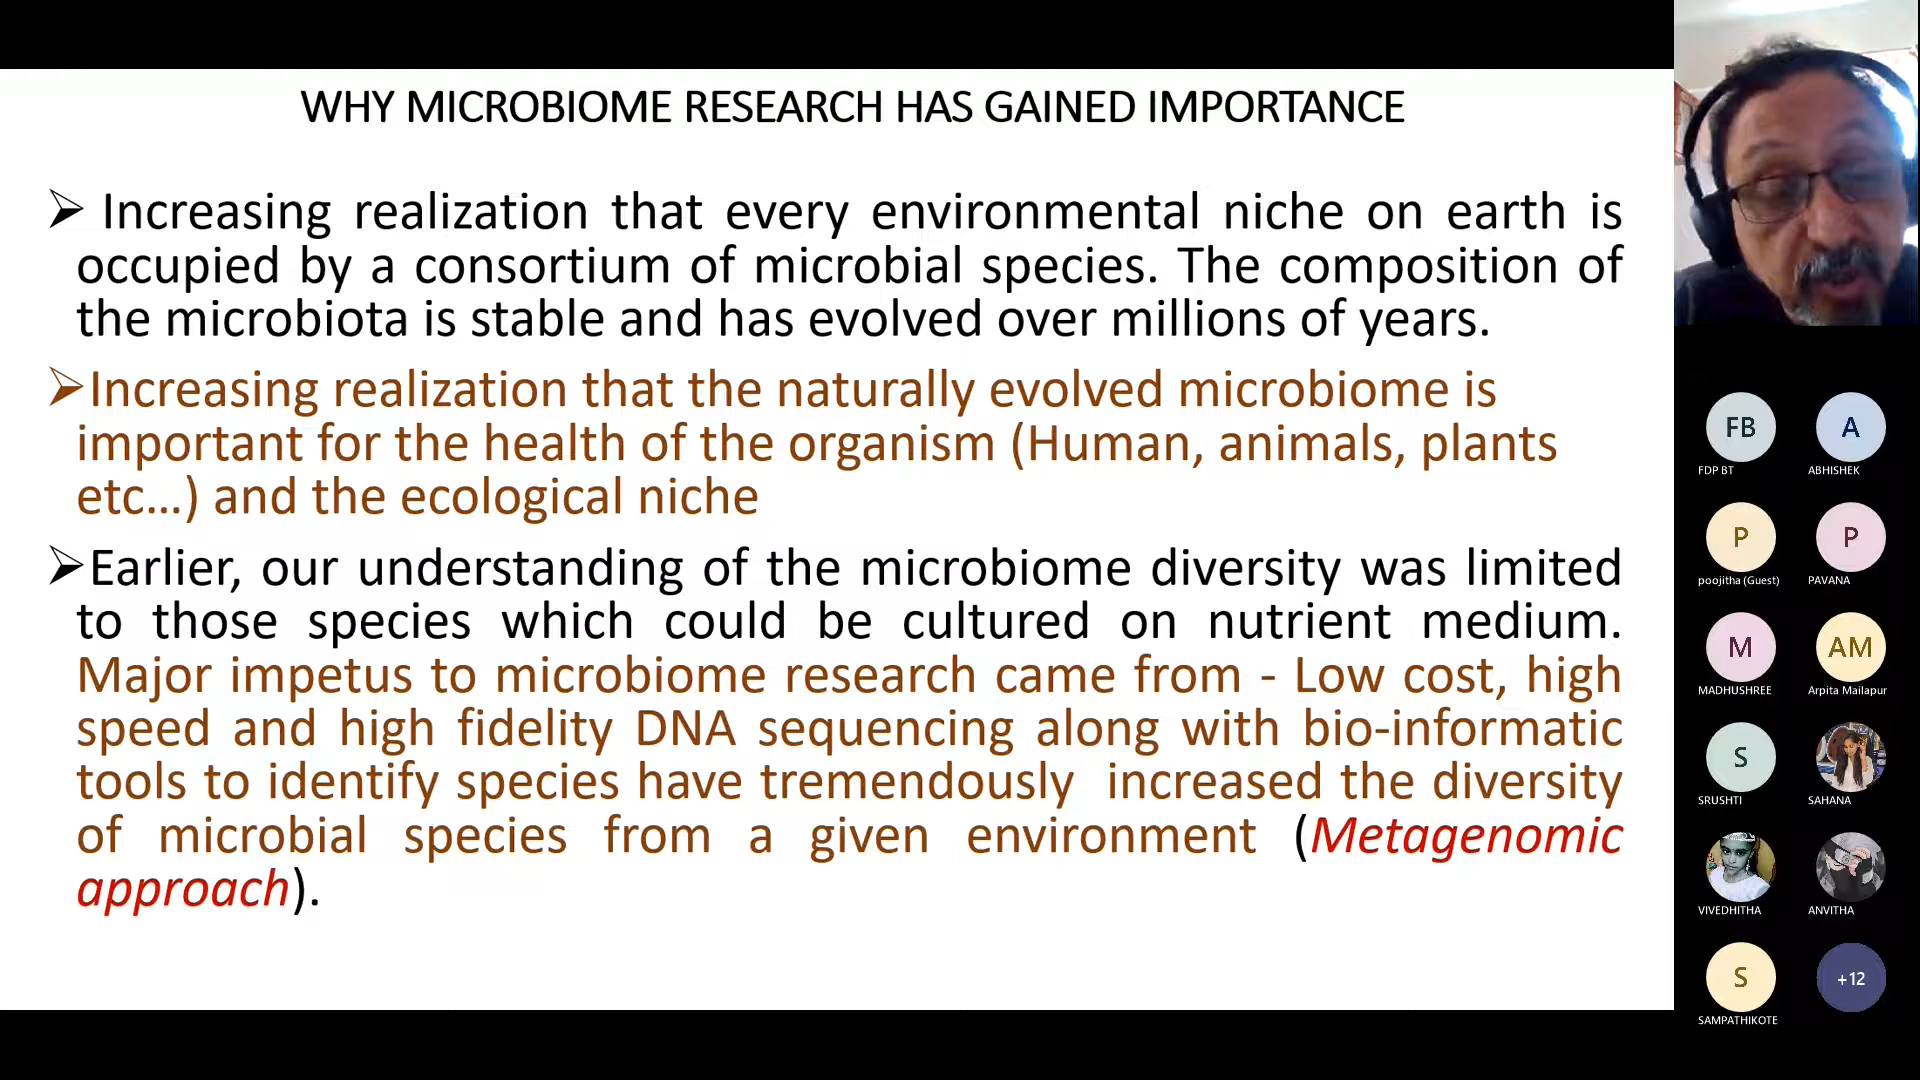 WHY MICROBIOME RESEARCH HAS GAINED IMPORTANCE
➢ Increasing realization that every environmental niche on earth is
occupied by a consortium of microbial species. The composition of
the microbiota is stable and has evolved over millions of years.
➢Increasing realization that the naturally evolved microbiome is
important for the health of the organism (Human, animals, plants
etc...) and the ecological niche
➢Earlier, our understanding of the microbiome diversity was limited
to those species which could be cultured on nutrient medium.
Major impetus to microbiome research came from - Low cost, high
speed and high fidelity DNA sequencing along with bio-informatic
tools to identify species have tremendously increased the diversity
of microbial species from a given environment (Metagenomic
approach).
FB
A
FDP BT
ABHISHEK
P
P
poojitha (Guest)
PAVANA
M
AM
MADHUSHREE
Arpita Mailapur
S
SRUSHTI
SAHANA
VIVEDHITHA
ANVITHA
S
+12
SAMPATHIKOTE